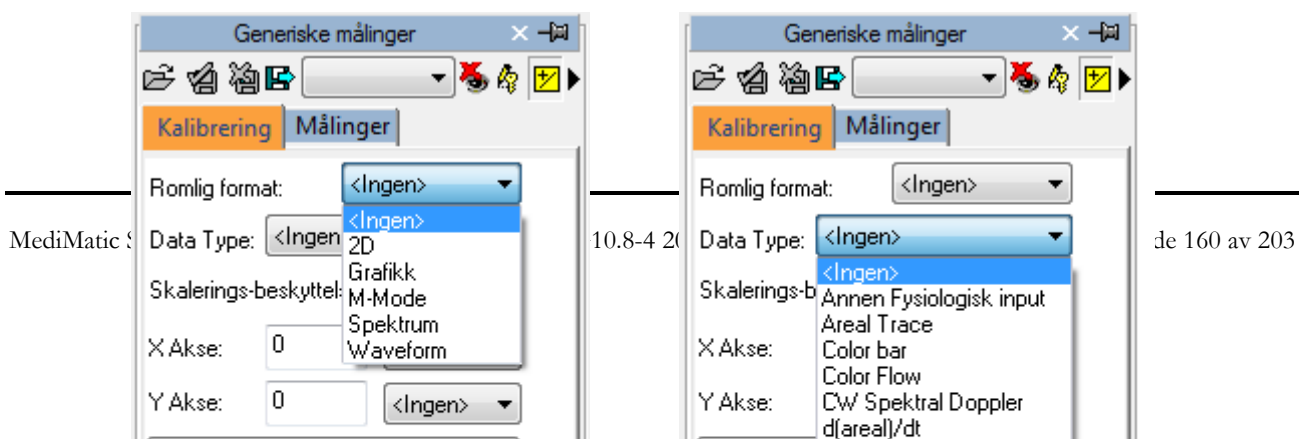 Generiske målinger
Kalibrering Målinger
Romlig format: <Ingen>
<Ingen>
2D
Grafikk
M-Mode
Spektrum
Waveform
Data Type: <Ingen
Skalerings-beskyttel
X Akse: 0
Y Akse: 0 <Ingen>
Generiske målinger
Kalibrering Målinger
Romlig format: <Ingen>
Data Type: <Ingen>
<Ingen>
Annen Fysiologisk input
Areal Trace
Color bar
Color Flow
CW Spektral Doppler
d(areal)/dt
Skalerings-b
X Akse:
Y Akse:
MediMatic 10.8-4 de 160 av 203